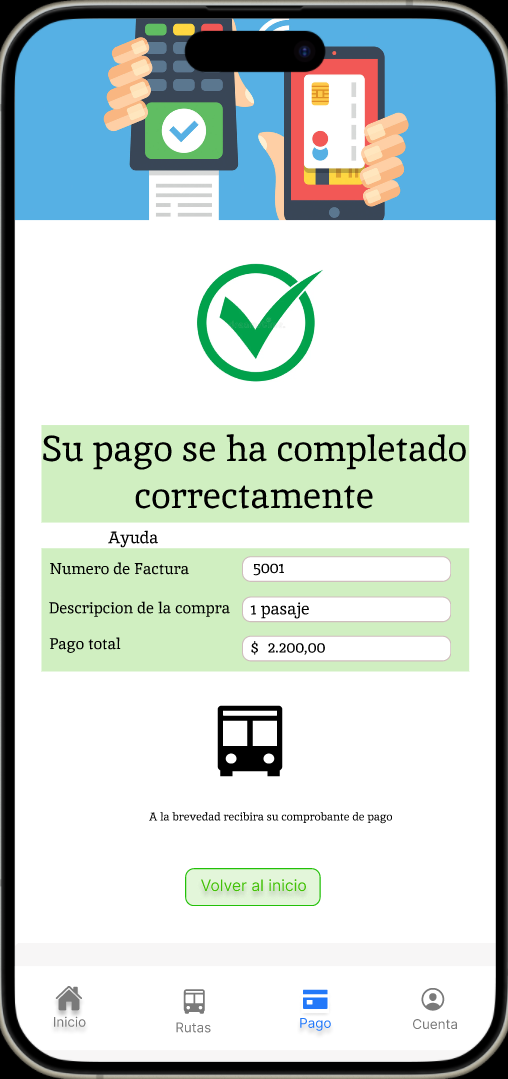 Su pago se ha completado
correctamente
Ayuda
Numero de Factura 5001
Descripcion de la compra 1 pasaje
Pago total $ 2.200,00
A la brevedad recibira su comprobante de pago
Volver al inicio
Inicio Rutas Pago Cuenta